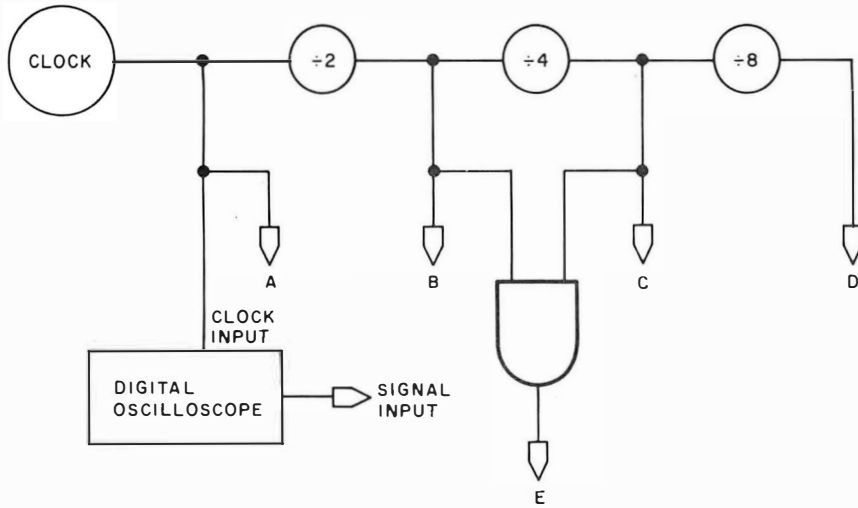 CLOCK
÷2
÷4
÷8
A
B
C
D
CLOCK
INPUT
DIGITAL
OSCILLOSCOPE
SIGNAL
INPUT
E